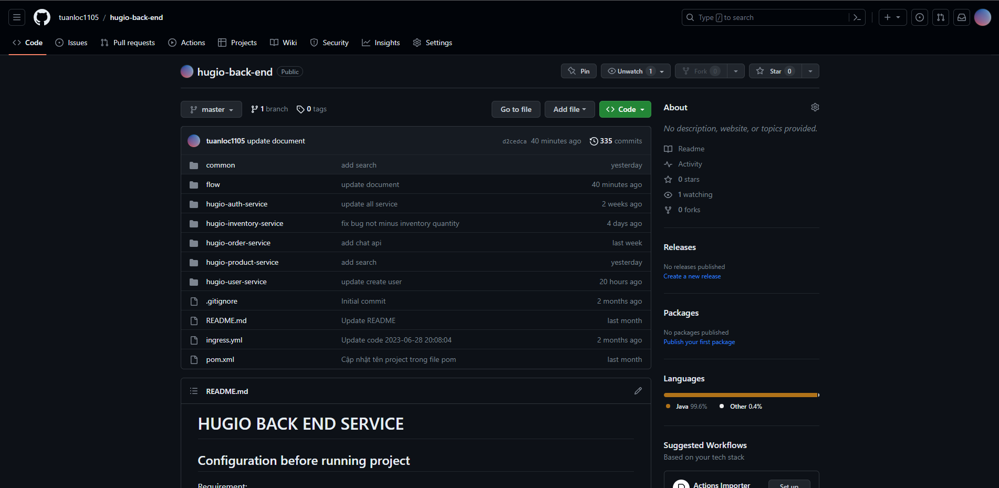 tuanloc1105 / hugio-back-end
Type / to search
Code Issues Pull requests Actions Projects Wiki Security Insights Settings
hugio-back-end Public
Pin Unwatch 1 Fork 0 Star 0
master 1 branch 0 tags Go to file Add file Code
tuanloc1105 update document d2cedca 40 minutes ago 335 commits
common add search yesterday
flow update document 40 minutes ago
hugio-auth-service update all service 2 weeks ago
hugio-inventory-service fix bug not minus inventory quantity 4 days ago
hugio-order-service add chat api last week
hugio-product-service add search yesterday
hugio-user-service update create user 20 hours ago
.gitignore Initial commit 2 months ago
README.md Update README last month
ingress.yml Update code 2023-06-28 20:08:04 2 months ago
pom.xml Cập nhật tên project trong file pom last month
README.md
HUGIO BACK END SERVICE
Configuration before running project
Requirement:
About
No description, website, or topics provided.
Readme
Activity
0 stars
1 watching
0 forks
Releases
No releases published
Create a new release
Packages
No packages published
Publish your first package
Languages
Java 99.6% Other 0.4%
Suggested Workflows
Based on your tech stack
Actions Importer Set up